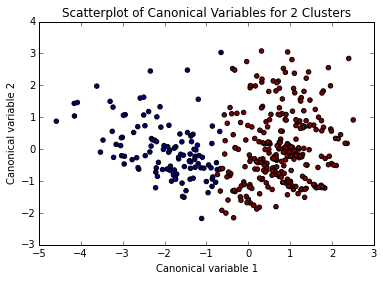 Scatterplot of Canonical Variables for 2 Clusters
4
3
2
1
0
−1
−2
−3
Canonical variable 2
−5 −4 −3 −2 −1 0 1 2 3
Canonical variable 1